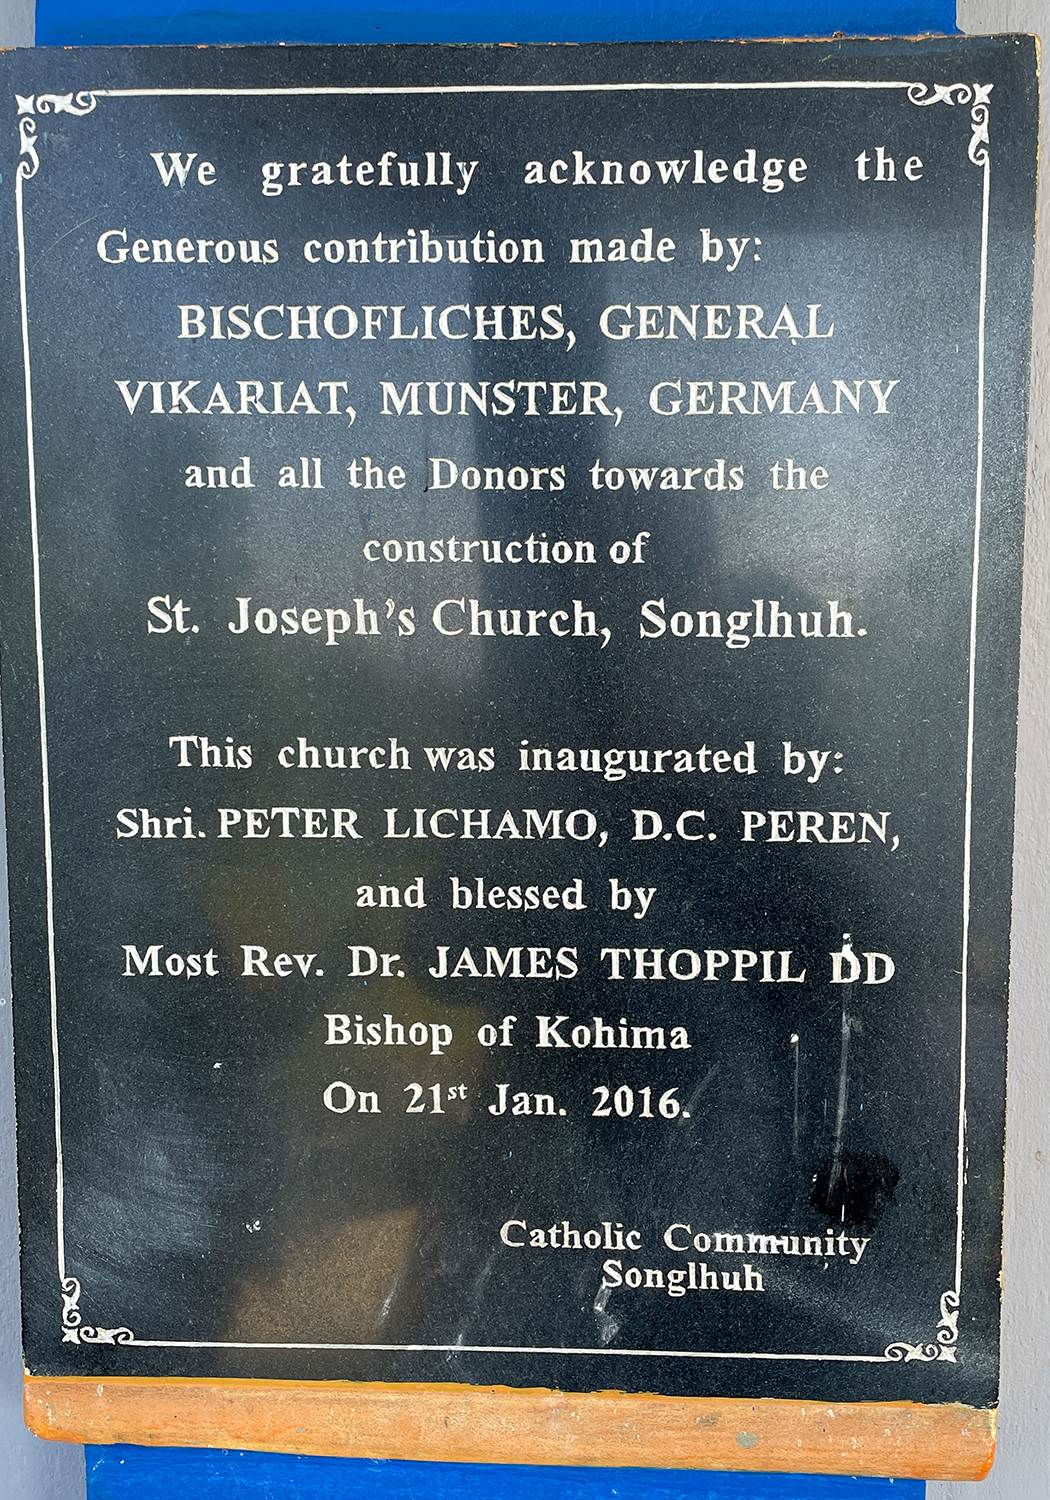 We gratefully acknowledge the
Generous contribution made by:
BISCHOFLICHES, GENERAL
VIKARIAT, MUNSTER, GERMANY
and all the Donors towards the
construction of
St. Joseph's Church, Songlhuh.
This church was inaugurated by:
Shri. PETER LICHAMO, D.C. PEREN,
and blessed by
Most Rev. Dr. JAMES THOPPIL DD
Bishop of Kohima
On 21st Jan. 2016.
Catholic Community
Songlhuh